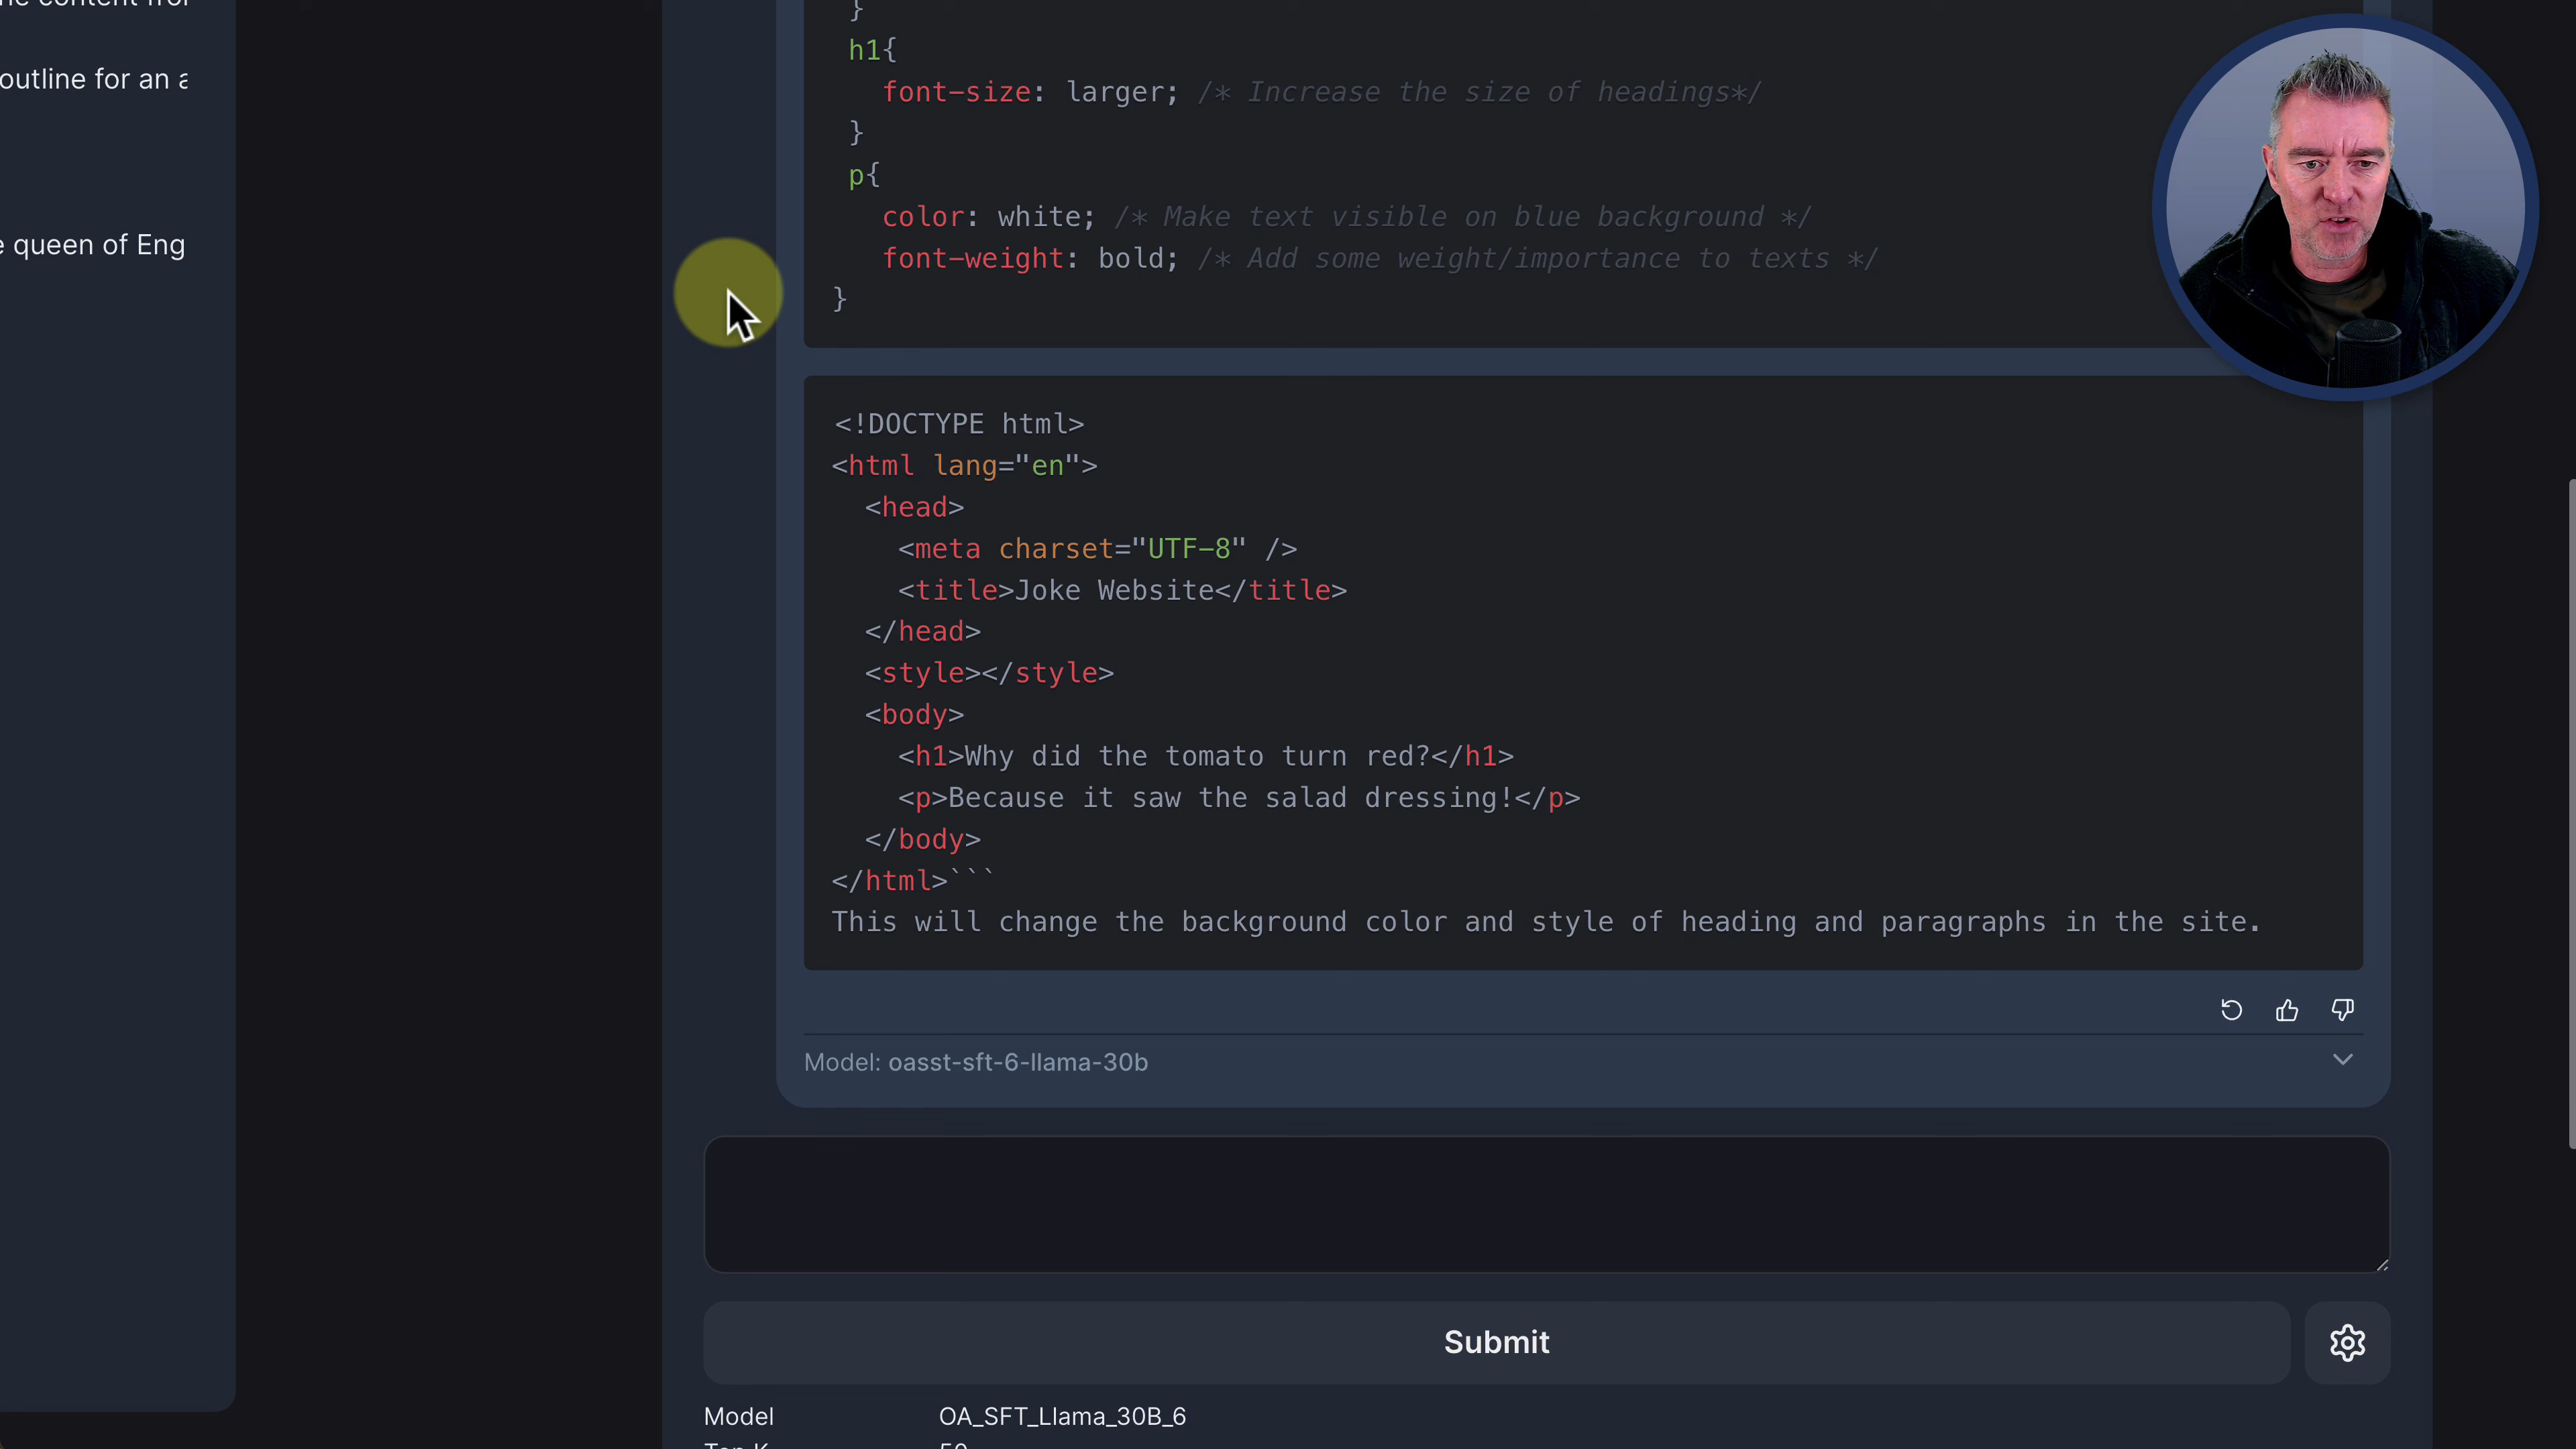 outline for an a
queen of Eng
}
h1{
font-size: larger; /* Increase the size of headings*/
}
p{
color: white; /* Make text visible on blue background */
font-weight: bold; /* Add some weight/importance to texts */
}
<!DOCTYPE html>
<html lang="en">
<head>
<meta charset="UTF-8" />
<title>Joke Website</title>
</head>
<style></style>
<body>
<h1>Why did the tomato turn red?</h1>
<p>Because it saw the salad dressing!</p>
</body>
</html>```
This will change the background color and style of heading and paragraphs in the site.
Model: oasst-sft-6-llama-30b
Submit
Model OA_SFT_Llama_30B_6